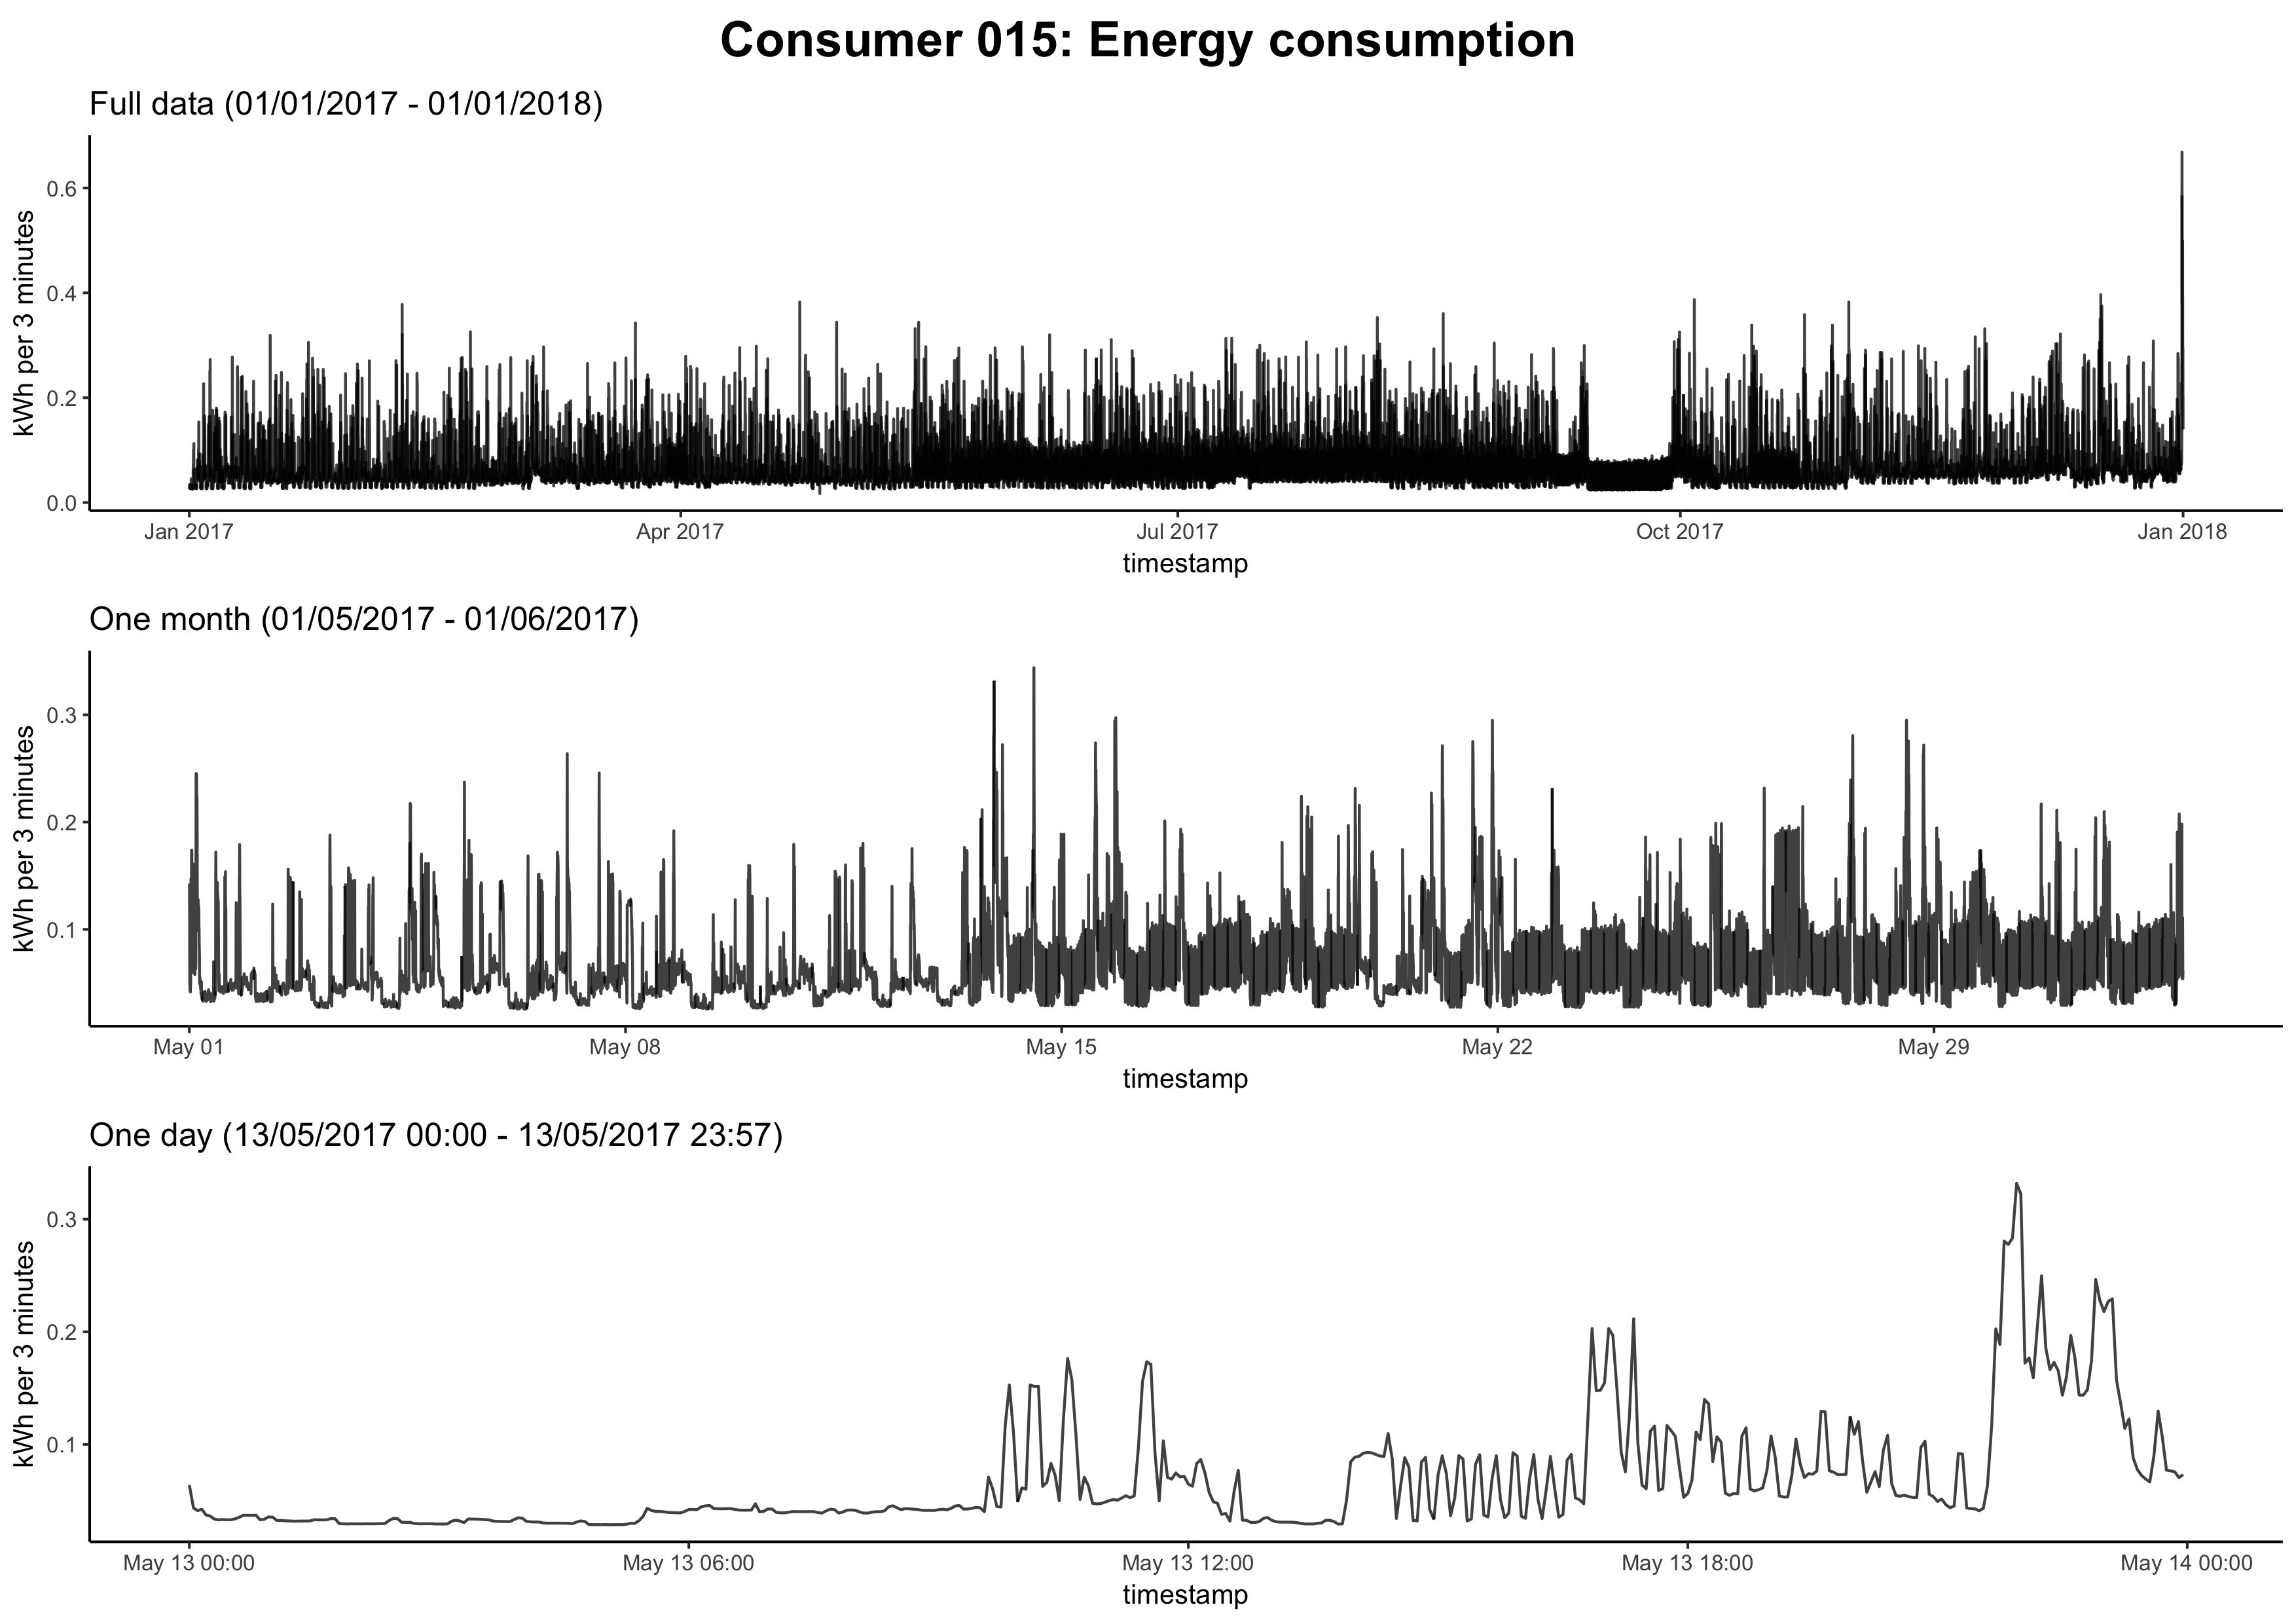 Consumer 015: Energy consumption
Full data (01/01/2017 - 01/01/2018)
kWh per 3 minutes
0.6
0.4
0.2
0.0
Jan 2017 Apr 2017 Jul 2017 Oct 2017 Jan 2018
timestamp
One month (01/05/2017 - 01/06/2017)
kWh per 3 minutes
0.3
0.2
0.1
May 01 May 08 May 15 May 22 May 29
timestamp
One day (13/05/2017 00:00 - 13/05/2017 23:57)
kWh per 3 minutes
0.3
0.2
0.1
May 13 00:00 May 13 06:00 May 13 12:00 May 13 18:00 May 14 00:00
timestamp